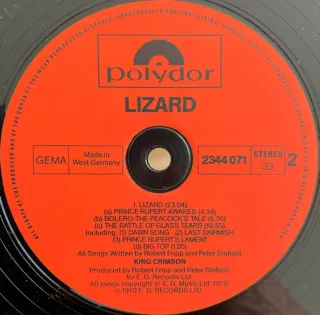 polydor
LIZARD
GEMA
Made in
West Germany
2344 071
STEREO
33
2
1. LIZARD (23.04)
(a) PRINCE RUPERT AWAKES (4.34)
(b) BOLERO-THE PEACOCK'S TALE (6.30)
(c) THE BATTLE OF GLASS TEARS (10.55)
Including: (1) DAWN SONG · (2) LAST SKIRMISH
(3) PRINCE RUPERT'S LAMENT
(d) BIG TOP (1.05)
All Songs Written by Robert Fripp and Peter Sinfield
KING CRIMSON
Produced by Robert Fripp and Peter Sinfield
for E. G. Records Ltd
All songs copyright E. G. Music Ltd.
℗ 1970 E. G. RECORDS LTD